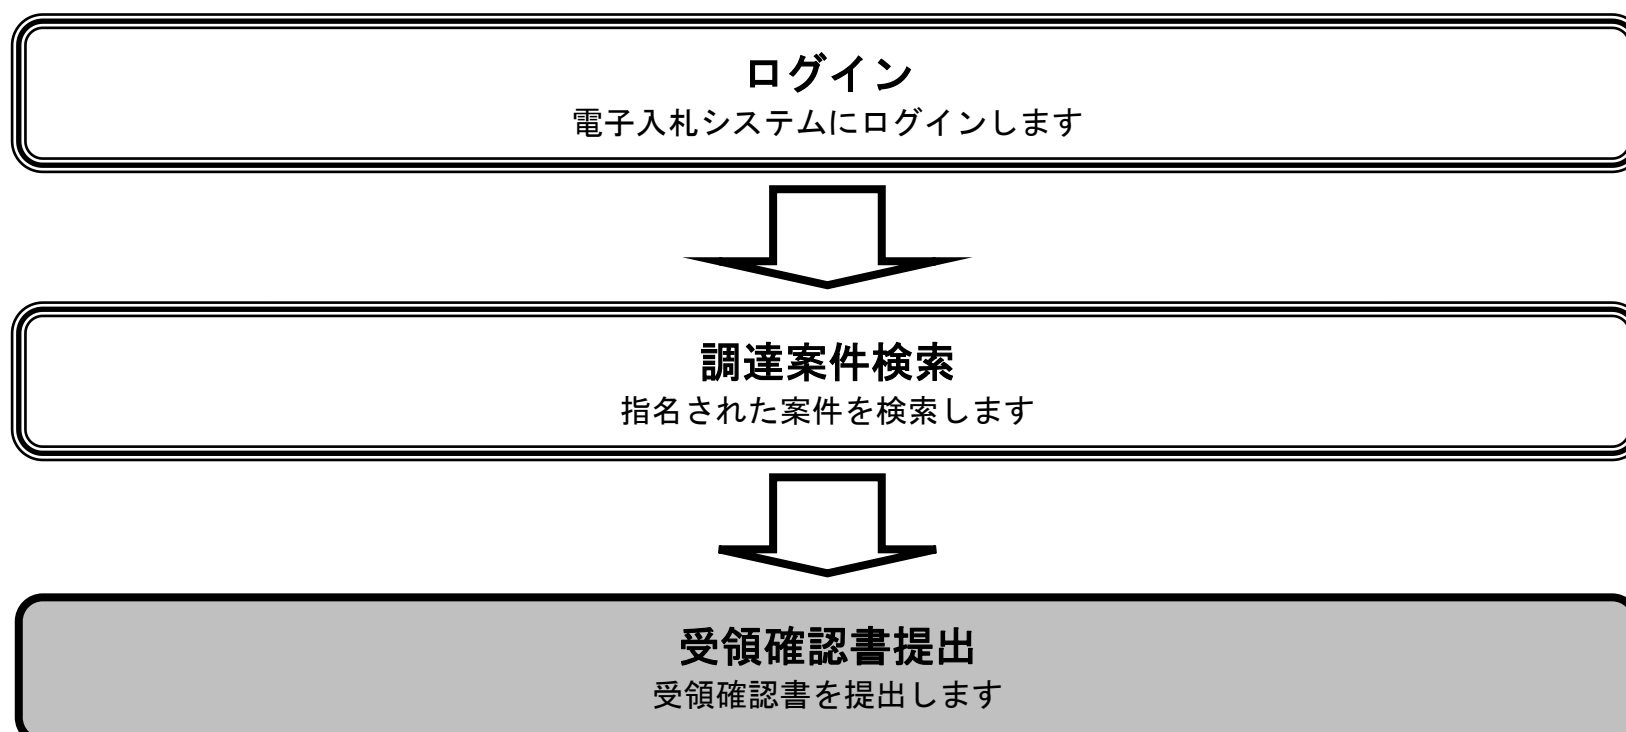 ログイン
電子入札システムにログインします
調達案件検索
指名された案件を検索します
受領確認書提出
受領確認書を提出します